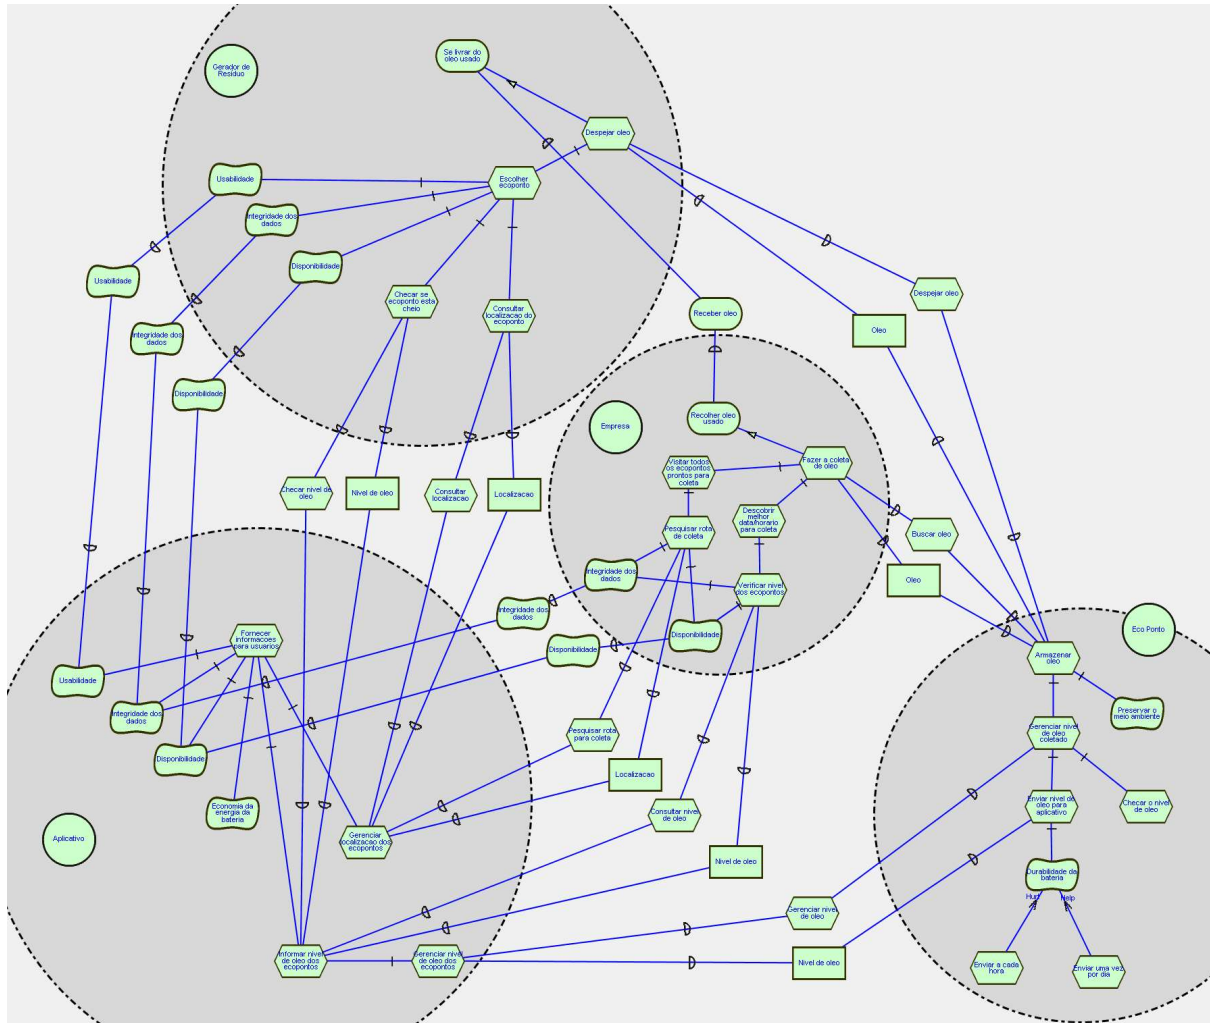 Se livrar do
oleo usado
Gerador de
Residuo
Despejar oleo
Usabilidade
Escolher
ecoponto
Integridade dos
dados
Disponibilidade
Usabilidade
Checar se
ecoponto esta
cheio
Consultar
localizacao do
ecoponto
Receber oleo
Despejar oleo
Oleo
Integridade dos
dados
Disponibilidade
Recolher oleo
usado
Empresa
Visitar todos
os ecopontos
prontos para
coleta
Fazer a coleta
de oleo
Checar nivel de
oleo
Nivel de oleo
Consultar
localizacao
Localizacao
Descobrir
melhor
data/horario
para coleta
Pesquisar rota
de coleta
Buscar oleo
Integridade dos
dados
Verificar nivel
dos ecopontos
Oleo
Integridade dos
dados
Disponibilidade
Disponibilidade
Eco Ponto
Fornecer
informacoes
para usuarios
Armazenar
oleo
Usabilidade
Integridade dos
dados
Preservar o
meio ambiente
Disponibilidade
Pesquisar rota
para coleta
Gerenciar nivel
de oleo
coletado
Localizacao
Economia da
energia da
bateria
Consultar nivel
de oleo
Enviar nivel de
oleo para
aplicativo
Checar o nivel
de oleo
Aplicativo
Gerenciar
localizacao dos
ecopontos
Nivel de oleo
Durabilidade da
bateria
Hurt
Help
Gerenciar nivel
de oleo
Informar nivel
de oleo dos
ecopontos
Gerenciar nivel
de oleo dos
ecopontos
Nivel de oleo
Enviar a cada
hora
Enviar uma vez
por dia